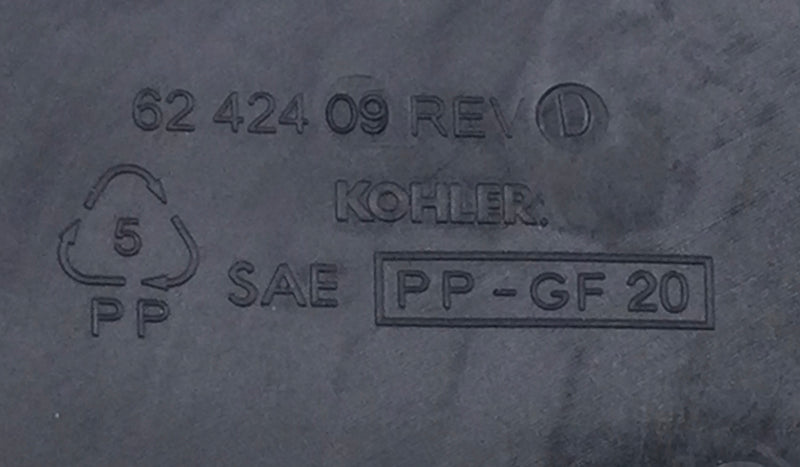 62 424 09 REV D
KOHLER.
5
SAE PP-GF 20
PP